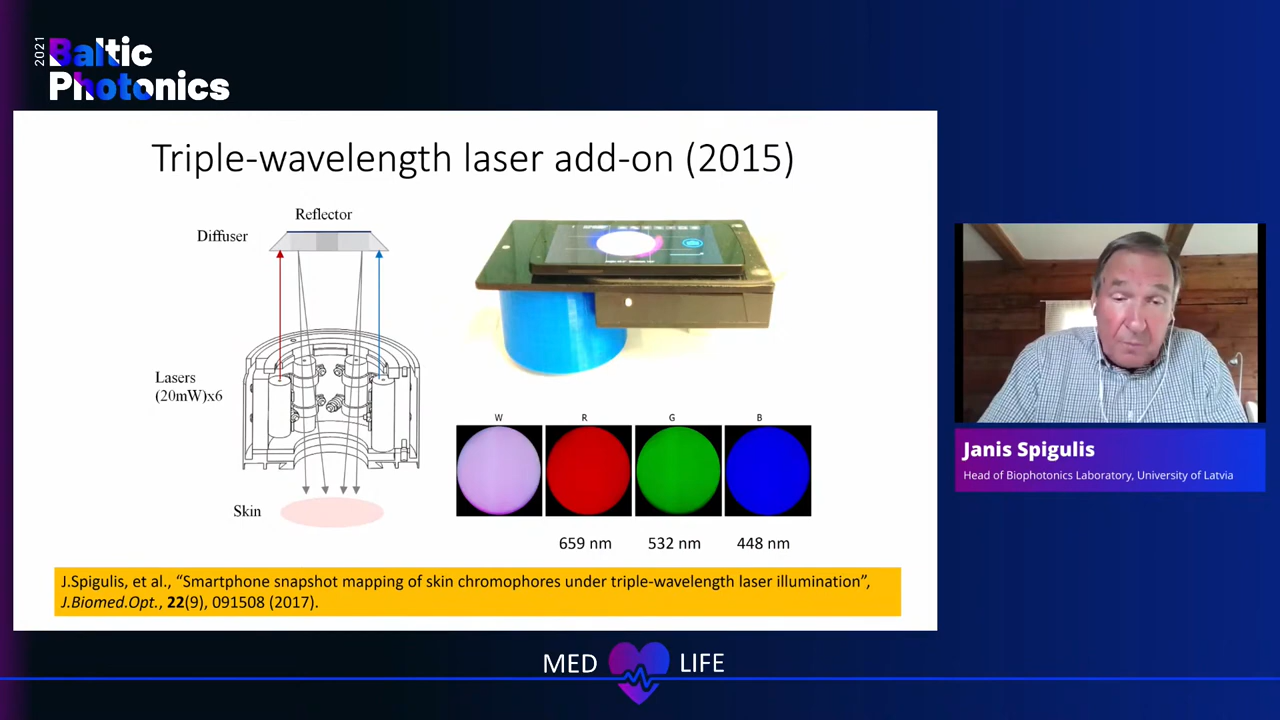 2021
Baltic
Photonics
Triple-wavelength laser add-on (2015)
Reflector
Diffuser
Lasers
(20mW)x6
Skin
W R G B
659 nm 532 nm 448 nm
J.Spigulis, et al., “Smartphone snapshot mapping of skin chromophores under triple-wavelength laser illumination”,
J.Biomed.Opt., 22(9), 091508 (2017).
Janis Spigulis
Head of Biophotonics Laboratory, University of Latvia
MED LIFE